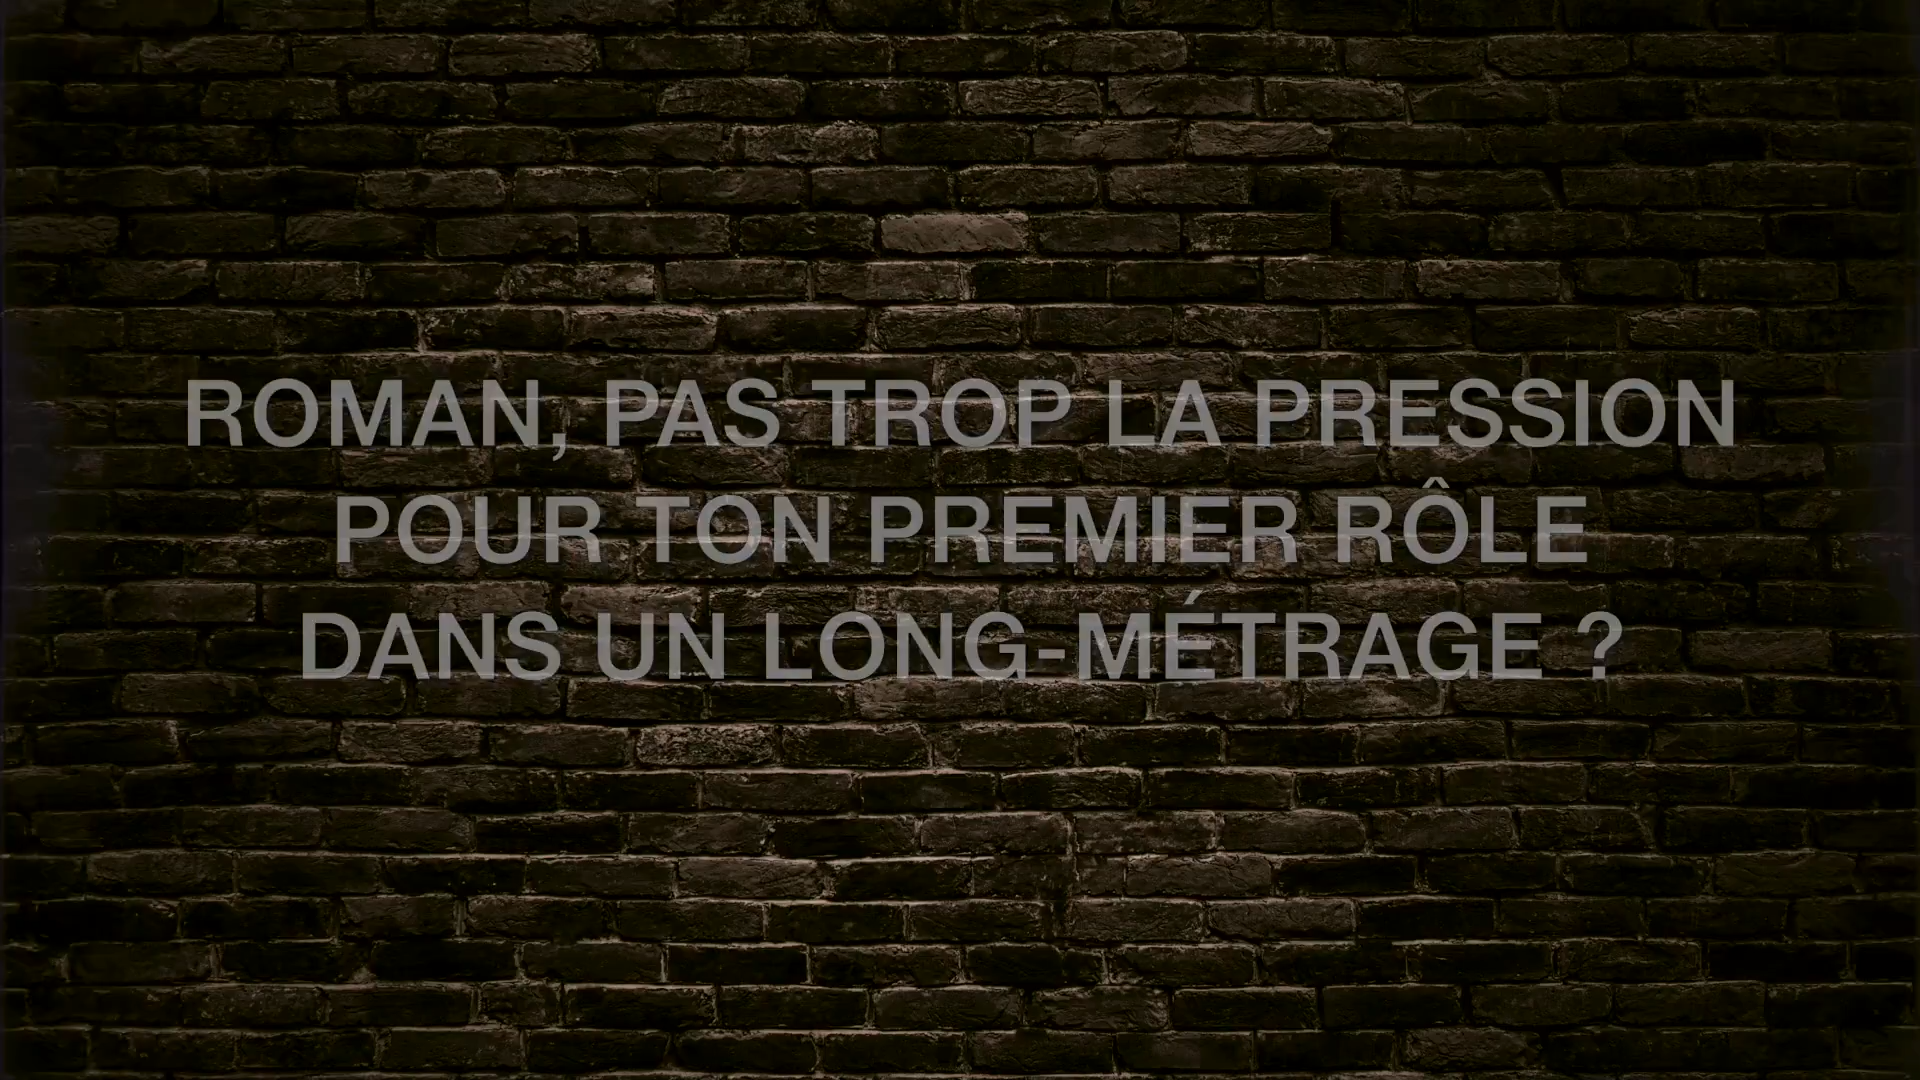 ROMAN, PAS TROP LA PRESSION
POUR TON PREMIER RÔLE
DANS UN LONG-MÉTRAGE ?